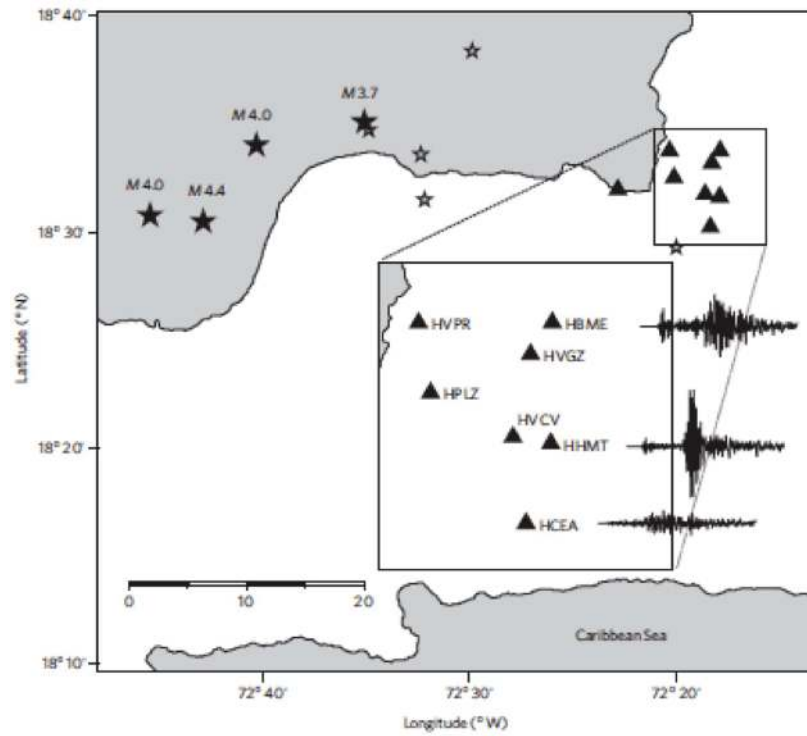 18° 40'
M 3.7
M 4.0
M 4.0
M 4.4
18° 30'
Latitude (° N)
HVPR
HBME
HVGZ
HPLZ
HVCV
HHMT
18° 20'
HCEA
0 10 20
Caribbean Sea
18° 10'
72° 40' 72° 30' 72° 20'
Longitude (° W)